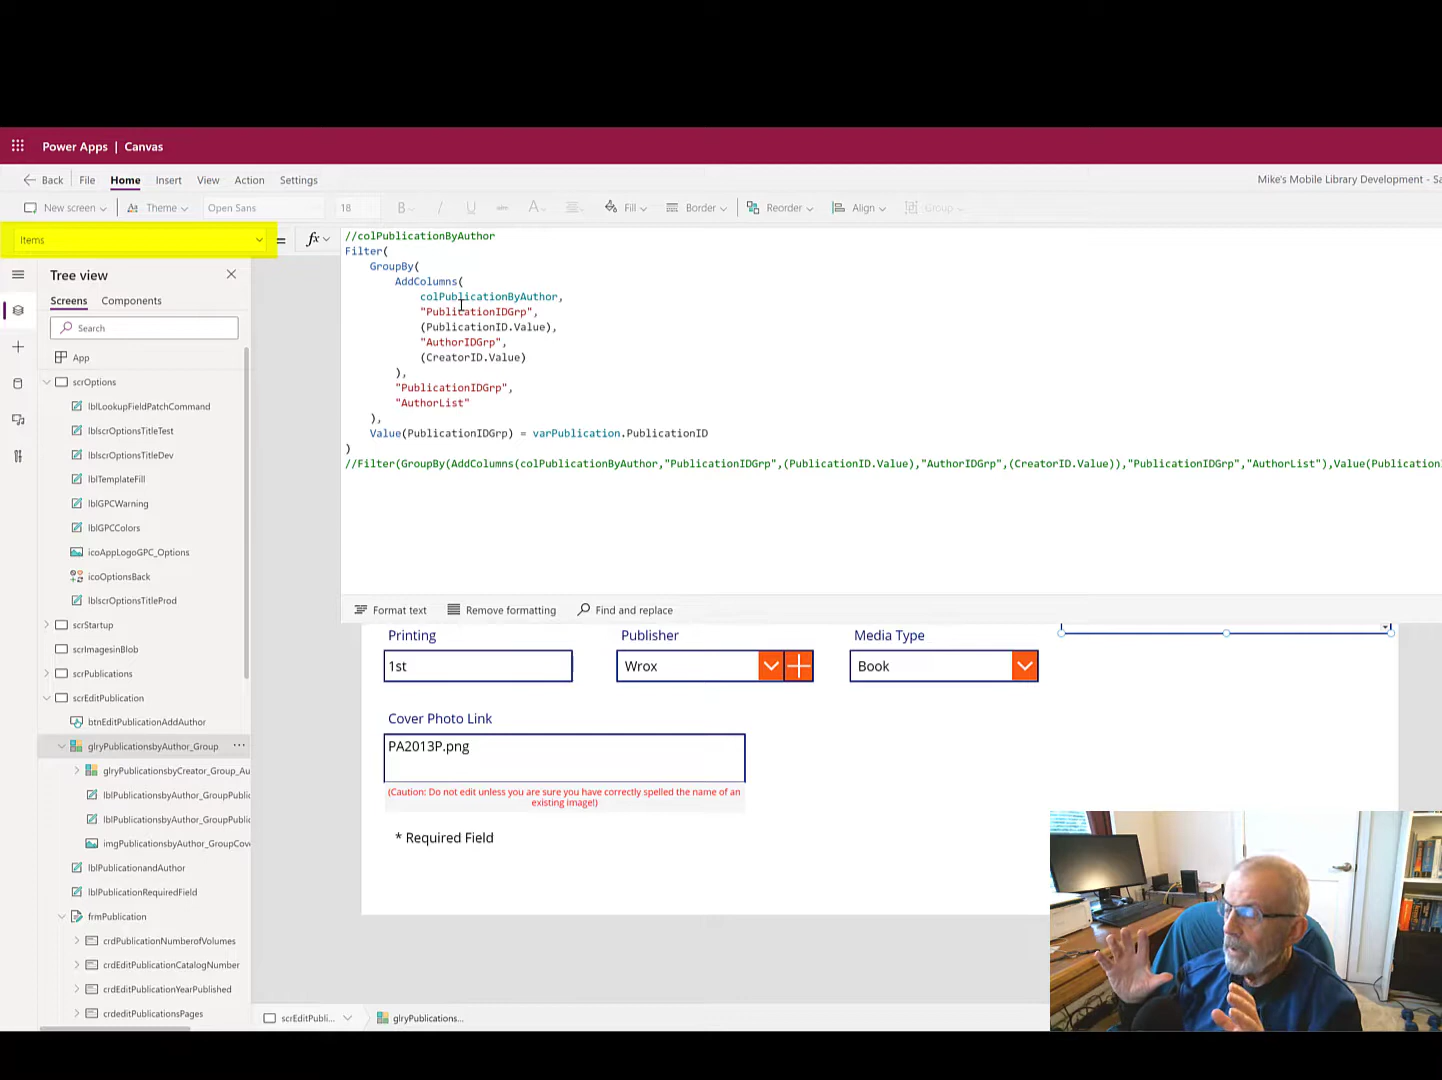 Power Apps | Canvas
Back File Home Insert View Action Settings
Mike's Mobile Library Development - Sa
New screen Theme Open Sans 18 B I U Fill Border Reorder Align Group
Items = fx
//colPublicationByAuthor
Filter(
GroupBy(
AddColumns(
colPublicationByAuthor,
"PublicationIDGrp",
(PublicationID.Value),
"AuthorIDGrp",
(CreatorID.Value)
),
"PublicationIDGrp",
"AuthorList"
),
Value(PublicationIDGrp) = varPublication.PublicationID
)
//Filter(GroupBy(AddColumns(colPublicationByAuthor,"PublicationIDGrp",(PublicationID.Value),"AuthorIDGrp",(CreatorID.Value)),"PublicationIDGrp","AuthorList"),Value(Publication
Format text Remove formatting Find and replace
Tree view
Screens Components
Search
App
scrOptions
lblLookupFieldPatchCommand
lblscrOptionsTitleTest
lblscrOptionsTitleDev
lblTemplateFill
lblGPCWarning
lblGPCColors
icoAppLogoGPC_Options
icoOptionsBack
lblscrOptionsTitleProd
scrStartup
scrImagesinBlob
scrPublications
scrEditPublication
btnEditPublicationAddAuthor
glryPublicationsbyAuthor_Group ...
glryPublicationsbyCreator_Group_Au
lblPublicationsbyAuthor_GroupPublic
lblPublicationsbyAuthor_GroupPublic
imgPublicationsbyAuthor_GroupCov
lblPublicationandAuthor
lblPublicationRequiredField
frmPublication
crdPublicationNumberofVolumes
crdEditPublicationCatalogNumber
crdEditPublicationYearPublished
crdeditPublicationsPages
Printing Publisher Media Type
1st Wrox Book
Cover Photo Link
PA2013P.png
(Caution: Do not edit unless you are sure you have correctly spelled the name of an
existing image!)
* Required Field
scrEditPubli... glryPublications...